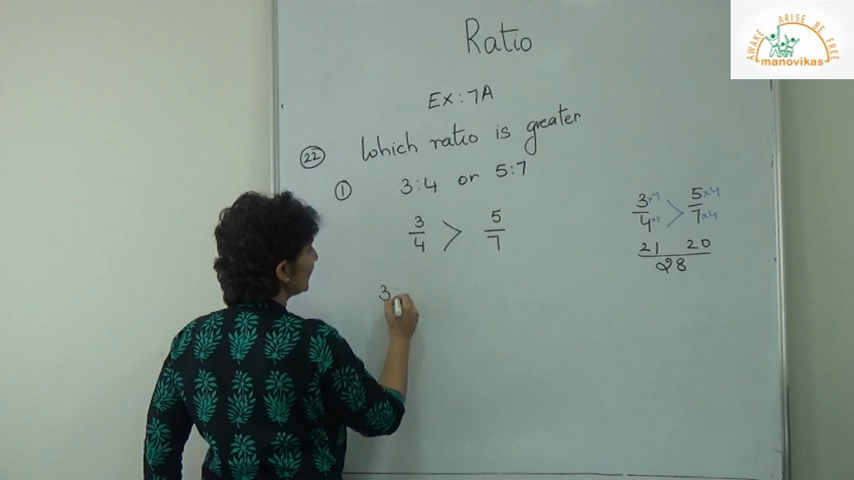 Ratio
Ex: 7A
22 Which ratio is greater
1 3:4 or 5:7
3/4 > 5/7
3
3×7/4×7 > 5×4/7×4
21 20
28
AWAKE ARISE BE FREE
manovikas